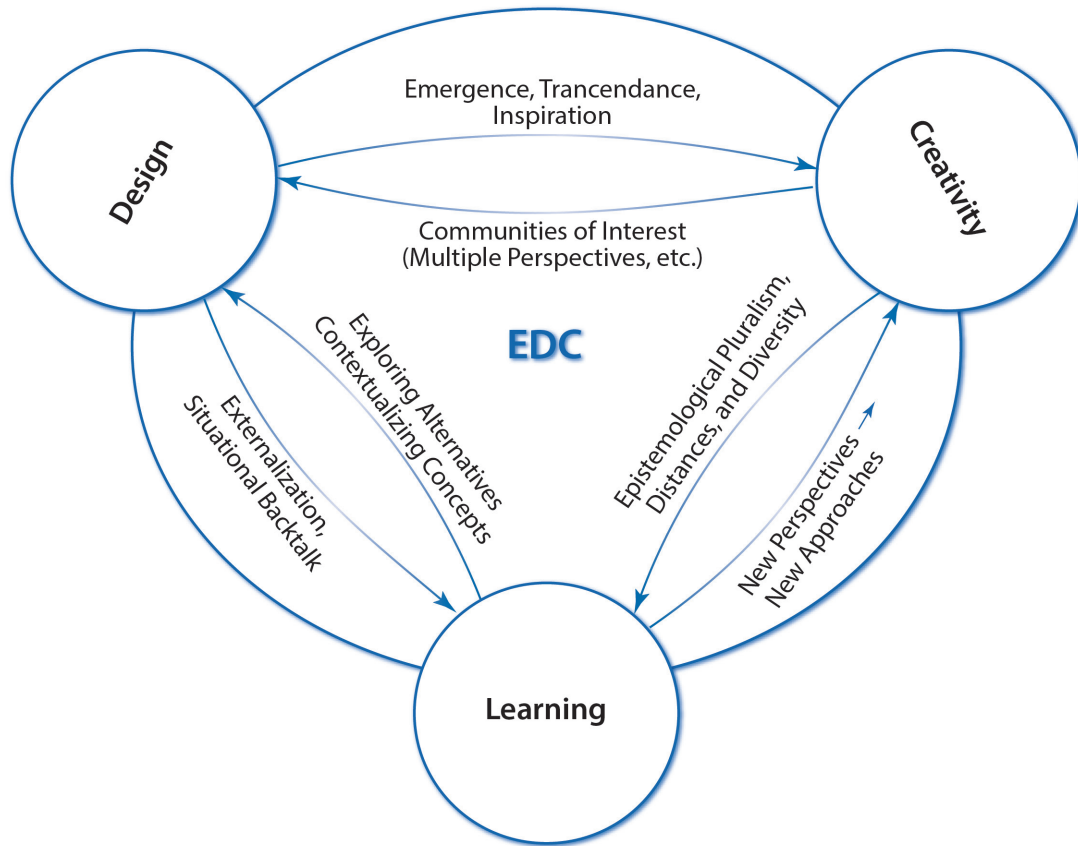 Design
Emergence, Trancendance,
Inspiration
Creativity
Communities of Interest
(Multiple Perspectives, etc.)
EDC
Exploring Alternatives
Contextualizing Concepts
Externalization,
Situational Backtalk
Epistemological Pluralism,
Distances, and Diversity
New Perspectives →
New Approaches
Learning